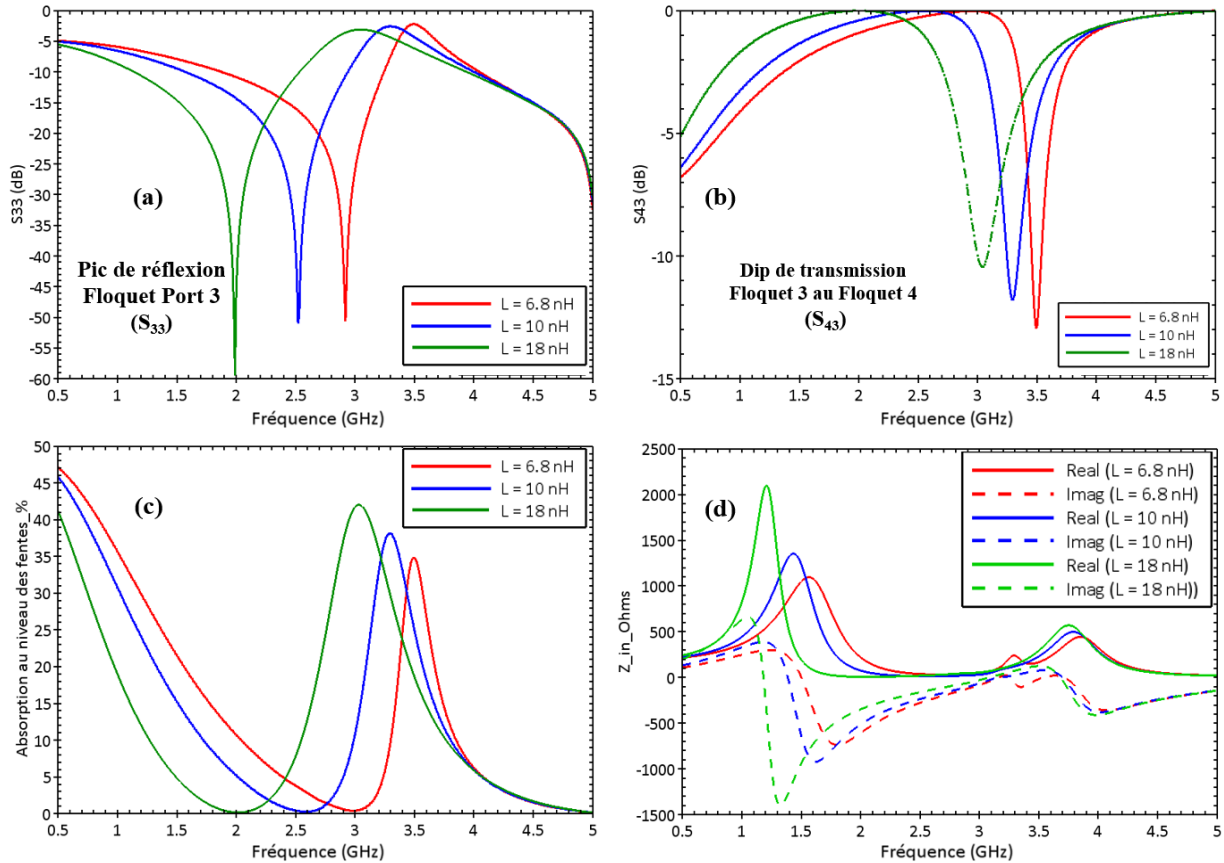 0
-5
-10
-15
-20
-25
-30
-35
-40
-45
-50
-55
-60
S33 (dB)
(a)
Pic de réflexion
Floquet Port 3
(S33)
L = 6.8 nH
L = 10 nH
L = 18 nH
0.5 1 1.5 2 2.5 3 3.5 4 4.5 5
Fréquence (GHz)
0
-5
-10
-15
S43 (dB)
(b)
Dip de transmission
Floquet 3 au Floquet 4
(S43)
L = 6.8 nH
L = 10 nH
L = 18 nH
0.5 1 1.5 2 2.5 3 3.5 4 4.5 5
Fréquence (GHz)
50
45
40
35
30
25
20
15
10
5
0
Absorption au niveau des fentes_%
(c)
L = 6.8 nH
L = 10 nH
L = 18 nH
0.5 1 1.5 2 2.5 3 3.5 4 4.5 5
Fréquence (GHz)
2500
2000
1500
1000
500
0
-500
-1000
-1500
Z_in_Ohms
(d)
Real (L = 6.8 nH)
Imag (L = 6.8 nH)
Real (L = 10 nH)
Imag (L = 10 nH)
Real (L = 18 nH)
Imag (L = 18 nH))
0.5 1 1.5 2 2.5 3 3.5 4 4.5 5
Fréquence (GHz)